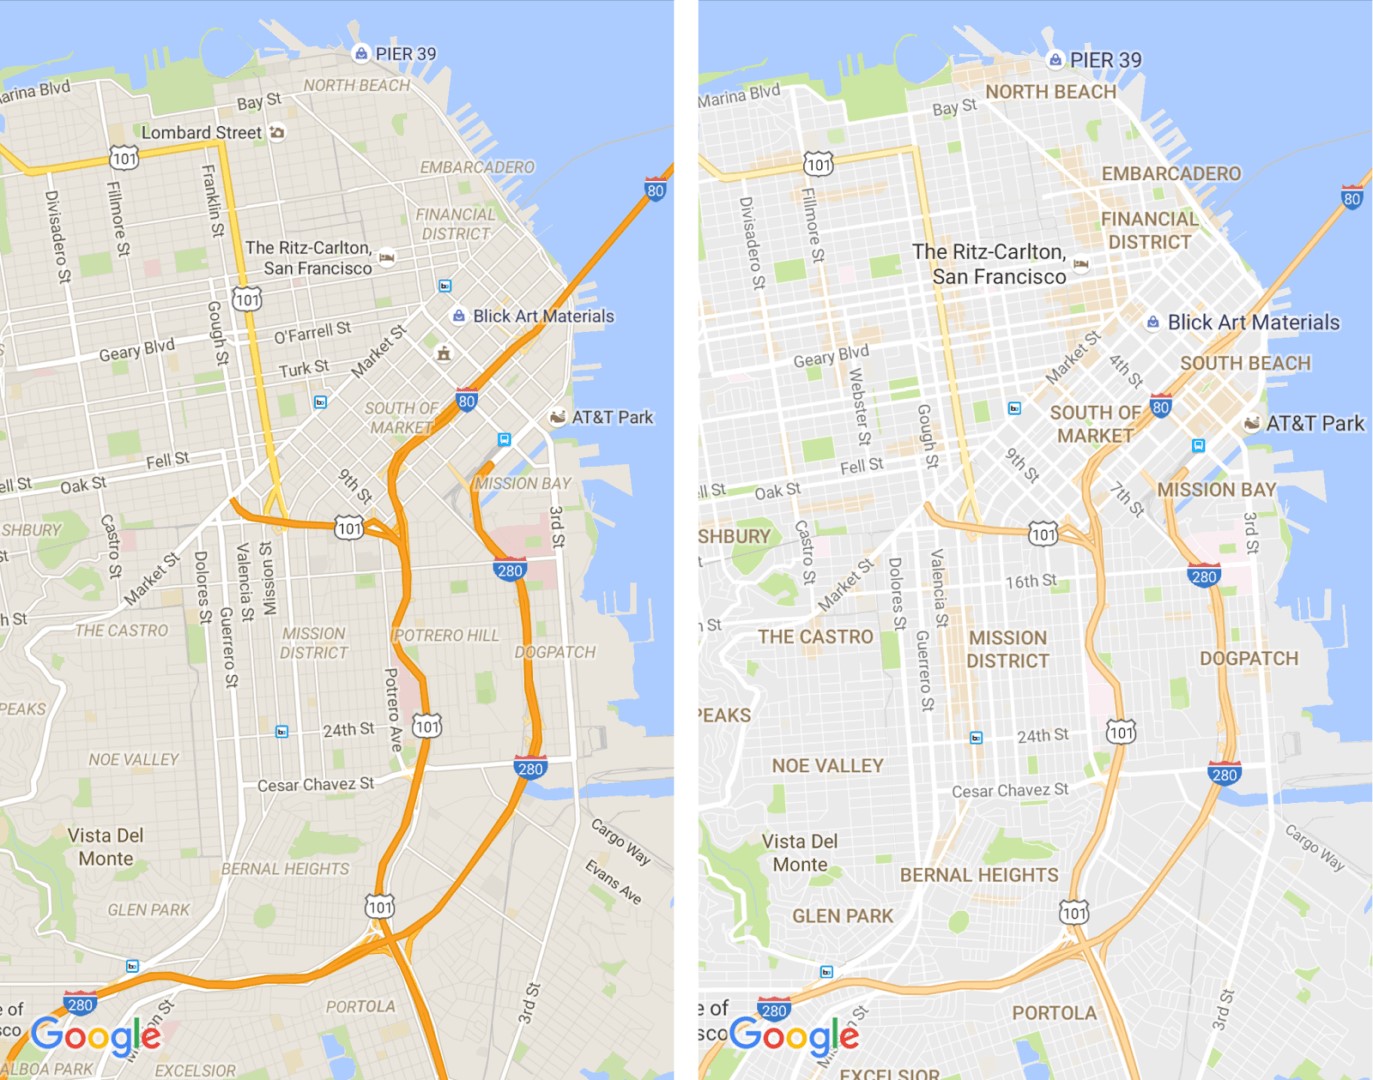 PIER 39
NORTH BEACH
Marina Blvd
Bay St
Lombard Street
101
EMBARCADERO
80
Divisadero St
Fillmore St
Franklin St
FINANCIAL
DISTRICT
The Ritz-Carlton,
San Francisco
101
Gough St
Blick Art Materials
O'Farrell St
Geary Blvd
Market St
Turk St
80
SOUTH OF
MARKET
AT&T Park
Fell St
ell St
Oak St
9th St
MISSION BAY
SHBURY
101
3rd St
Castro St
Market St
Dolores St
Valencia St
Mission St
280
h St
THE CASTRO
Guerrero St
MISSION
DISTRICT
POTRERO HILL
DOGPATCH
PEAKS
Potrero Ave
101
24th St
NOE VALLEY
280
Cesar Chavez St
Vista Del
Monte
Cargo Way
BERNAL HEIGHTS
Evans Ave
GLEN PARK
101
280
3rd St
PORTOLA
e of
sco
Google
on St
ALBOA PARK
EXCELSIOR
PIER 39
NORTH BEACH
Marina Blvd
Bay St
101
EMBARCADERO
80
Divisadero St
Fillmore St
FINANCIAL
DISTRICT
The Ritz-Carlton,
San Francisco
Blick Art Materials
Geary Blvd
Market St
4th St
SOUTH BEACH
Webster St
80
Gough St
SOUTH OF
MARKET
AT&T Park
Fell St
ll St
Oak St
9th St
7th St
MISSION BAY
SHBURY
Castro St
101
3rd St
Market St
Dolores St
Valencia St
16th St
280
n St
THE CASTRO
Guerrero St
MISSION
DISTRICT
DOGPATCH
PEAKS
101
24th St
NOE VALLEY
280
Cesar Chavez St
Vista Del
Monte
Cargo Way
BERNAL HEIGHTS
GLEN PARK
101
280
3rd St
PORTOLA
e of
sco
Google
n St
EXCELSIOR